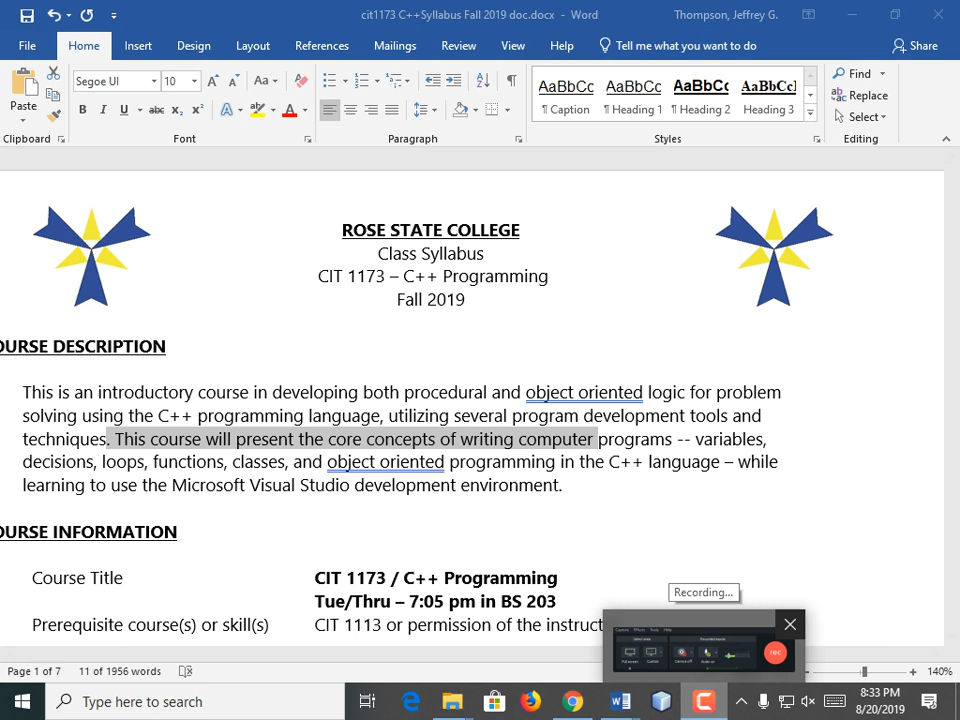 cit1173 C++Syllabus Fall 2019 doc.docx - Word
Thompson, Jeffrey G.
File Home Insert Design Layout References Mailings Review View Help Tell me what you want to do Share
Paste
Segoe UI 10
Aa
B I U abc x₂ x² A A
AaBbCc AaBbCc AaBbCc AaBbCcI
¶ Caption ¶ Heading 1 ¶ Heading 2 Heading 3
Find
Replace
Select
Clipboard Font Paragraph Styles Editing
ROSE STATE COLLEGE
Class Syllabus
CIT 1173 – C++ Programming
Fall 2019
OURSE DESCRIPTION
This is an introductory course in developing both procedural and object oriented logic for problem
solving using the C++ programming language, utilizing several program development tools and
techniques. This course will present the core concepts of writing computer programs -- variables,
decisions, loops, functions, classes, and object oriented programming in the C++ language – while
learning to use the Microsoft Visual Studio development environment.
OURSE INFORMATION
Course Title CIT 1173 / C++ Programming
Tue/Thru – 7:05 pm in BS 203
Prerequisite course(s) or skill(s) CIT 1113 or permission of the instruct
Recording...
rec
Page 1 of 7 11 of 1956 words 140%
Type here to search
8:33 PM
8/20/2019